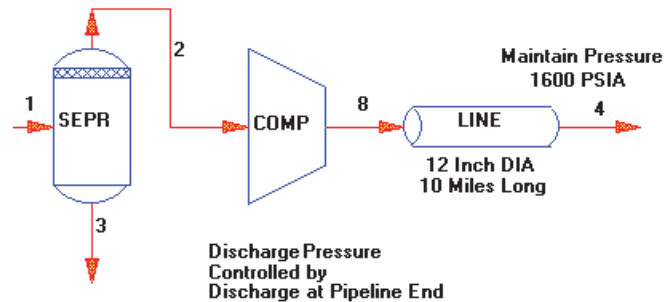 2
Maintain Pressure
1600 PSIA
1
SEPR
COMP
8
LINE
4
12 Inch DIA
10 Miles Long
3
Discharge Pressure
Controlled by
Discharge at Pipeline End